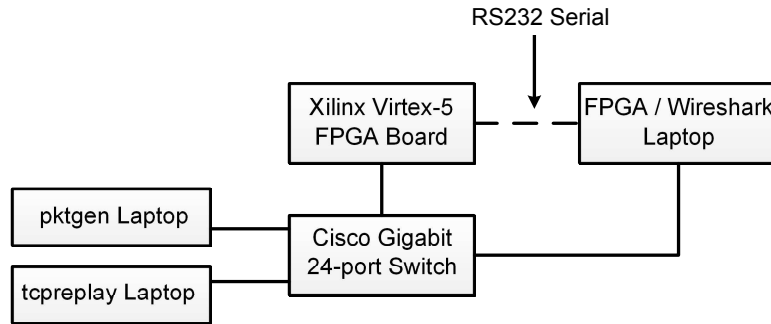 RS232 Serial
Xilinx Virtex-5
FPGA Board
FPGA / Wireshark
Laptop
pktgen Laptop
Cisco Gigabit
24-port Switch
tcpreplay Laptop